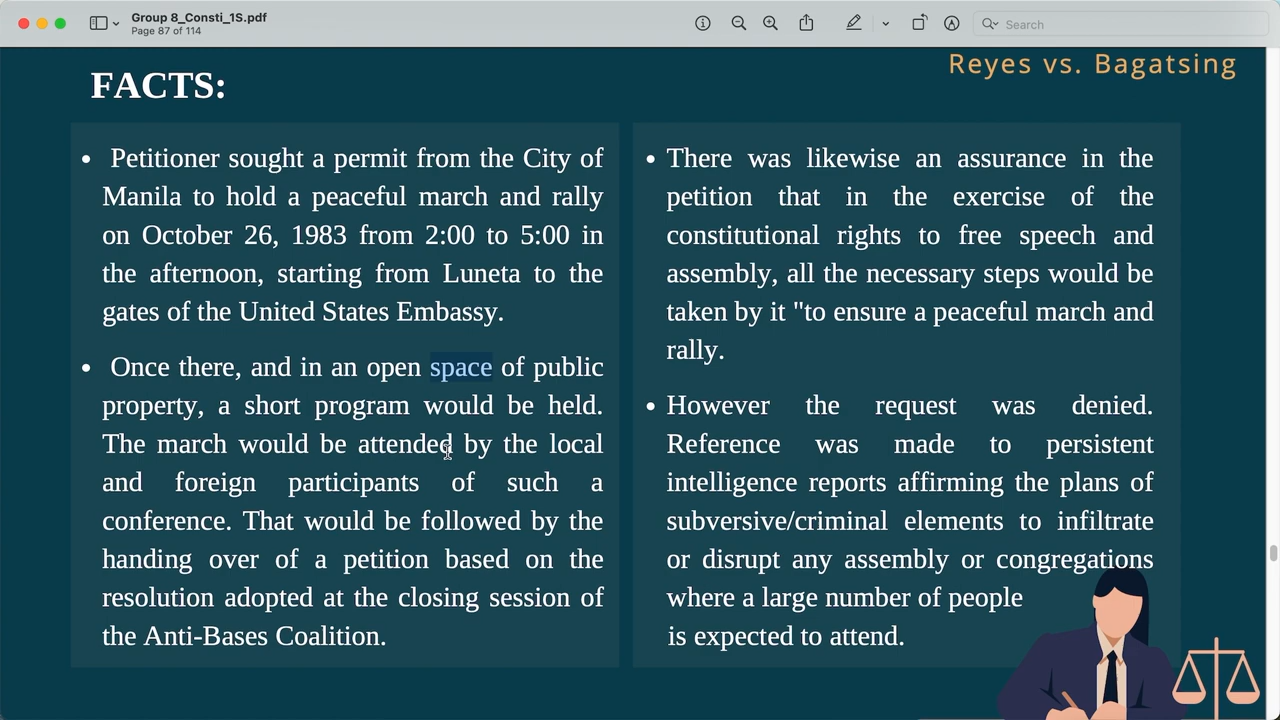 Group 8_Consti_1S.pdf
Page 87 of 114
Search
Reyes vs. Bagatsing
FACTS:
• Petitioner sought a permit from the City of
Manila to hold a peaceful march and rally
on October 26, 1983 from 2:00 to 5:00 in
the afternoon, starting from Luneta to the
gates of the United States Embassy.
• Once there, and in an open space of public
property, a short program would be held.
The march would be attended by the local
and foreign participants of such a
conference. That would be followed by the
handing over of a petition based on the
resolution adopted at the closing session of
the Anti-Bases Coalition.
• There was likewise an assurance in the
petition that in the exercise of the
constitutional rights to free speech and
assembly, all the necessary steps would be
taken by it "to ensure a peaceful march and
rally.
• However the request was denied.
Reference was made to persistent
intelligence reports affirming the plans of
subversive/criminal elements to infiltrate
or disrupt any assembly or congregations
where a large number of people
is expected to attend.